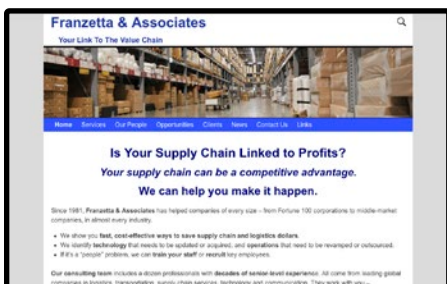 Franzetta & Associates
Your Link To The Value Chain
Home Services Our People Opportunities Clients News Contact Us Links
Is Your Supply Chain Linked to Profits?
Your supply chain can be a competitive advantage.
We can help you make it happen.
Since 1981, Franzetta & Associates has helped companies of every size – from Fortune 100 corporations to middle-market
companies, in almost every industry.
• We show you fast, cost-effective ways to save supply chain and logistics dollars.
• We identify technology that needs to be updated or acquired, and operations that need to be revamped or outsourced.
• If it's a "people" problem, we can train your staff or recruit key employees.
Our consulting team includes a dozen professionals with decades of senior-level experience. All come from leading global
companies in logistics, transportation, supply chain services, technology and communication. They work with you –